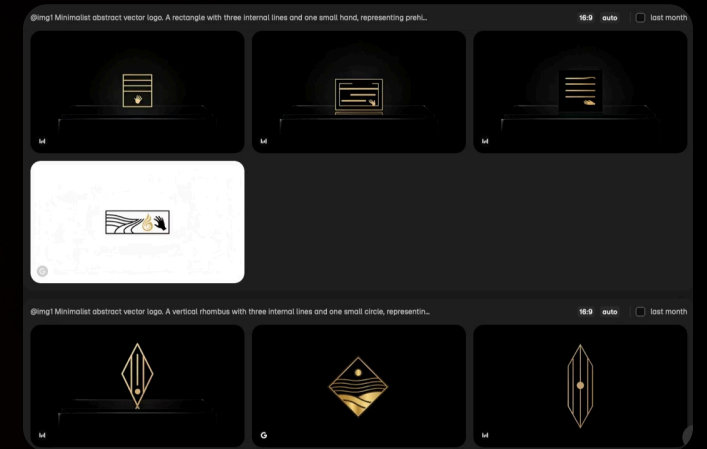 @img1 Minimalist abstract vector logo. A rectangle with three internal lines and one small hand, representing prehi... 16:9 auto last month
@img1 Minimalist abstract vector logo. A vertical rhombus with three internal lines and one small circle, representin... 16:9 auto last month
G